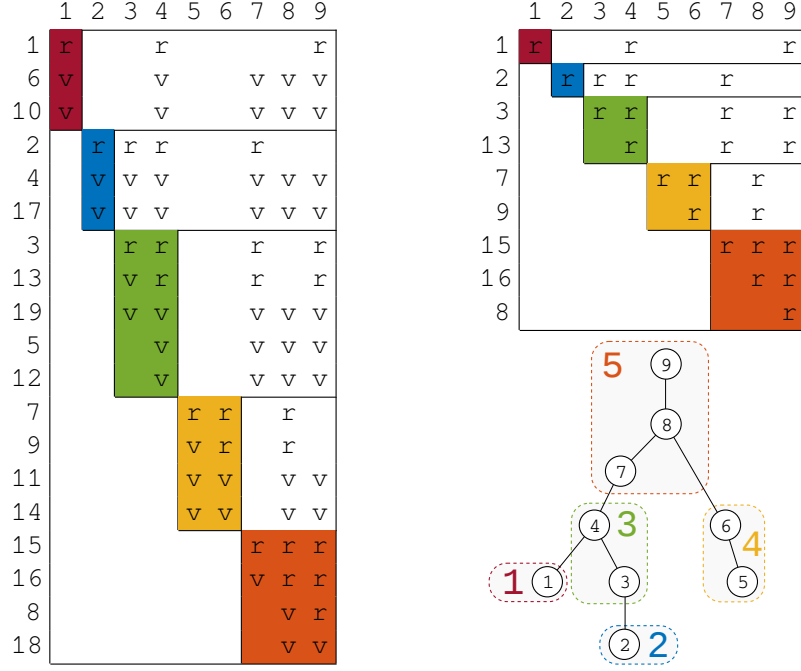 1 2 3 4 5 6 7 8 9
1 r r r
6 v v v v v
10 v v v v v
2 r r r r
4 v v v v v v
17 v v v v v v
3 r r r r
13 v r r r
19 v v v v v
5 v v v v
12 v v v v
7 r r r
9 v r r
11 v v v v
14 v v v v
15 r r r
16 v r r
8 v r
18 v v
1 2 3 4 5 6 7 8 9
1 r r r
2 r r r r
3 r r r r
13 r r r
7 r r r
9 r r
15 r r r
16 r r
8 r
5 9
8
7
4 3 6 4
1 1 3 5
2 2